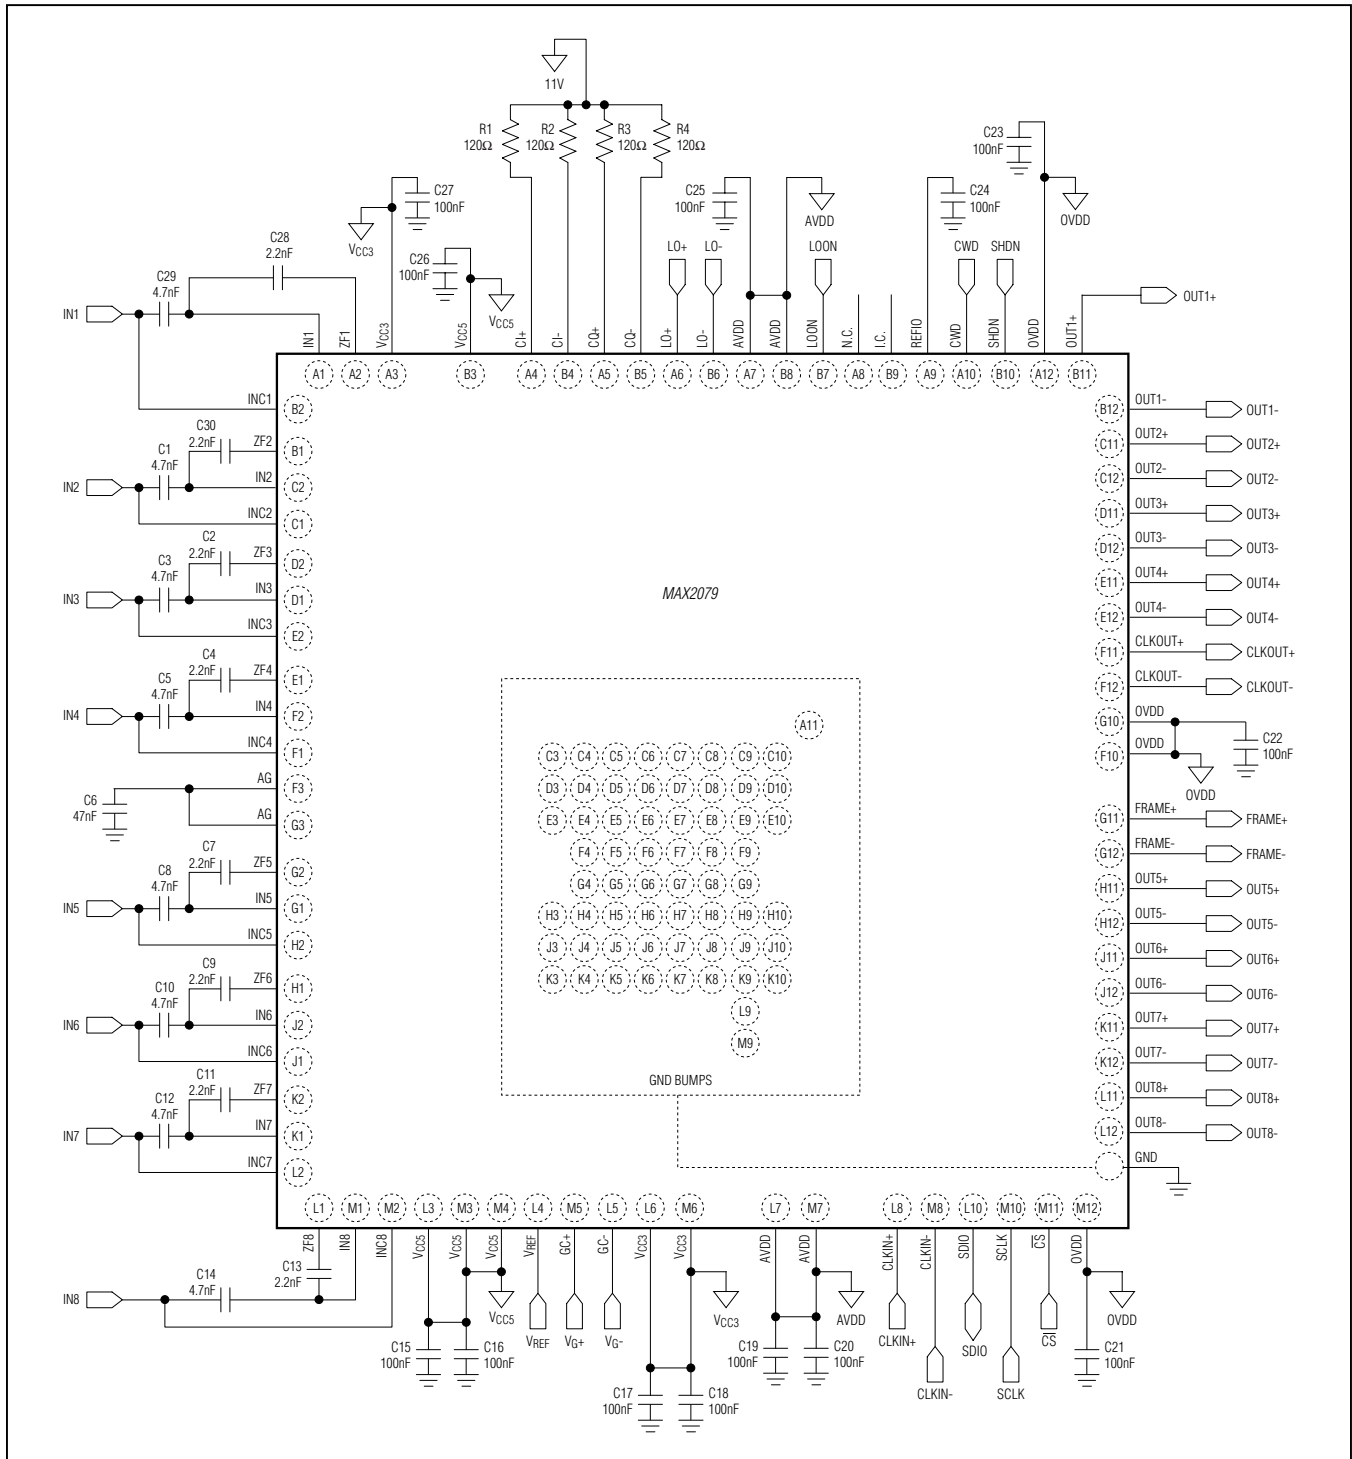 11V
R1
120Ω
R2
120Ω
R3
120Ω
R4
120Ω
C23
100nF
C27
100nF
C25
100nF
C24
100nF
VCC3
AVDD
OVDD
C28
2.2nF
C26
100nF
LO+
LO-
LOON
CWD
SHDN
C29
4.7nF
VCC5
IN1
OUT1+
IN1
ZF1
VCC3
VCC5
CI+
CI-
CQ+
CQ-
LO+
LO-
AVDD
AVDD
LOON
N.C.
I.C.
REFIO
CWD
SHDN
OVDD
OUT1+
A1
A2
A3
B3
A4
B4
A5
B5
A6
B6
A7
B8
B7
A8
B9
A9
A10
B10
A12
B11
INC1
B2
C30
2.2nF
ZF2
B1
C1
4.7nF
IN2
IN2
C2
INC2
C1
C2
2.2nF
ZF3
D2
C3
4.7nF
IN3
IN3
D1
INC3
E2
C4
2.2nF
ZF4
E1
C5
4.7nF
IN4
IN4
F2
INC4
F1
AG
F3
C6
47nF
AG
G3
C7
2.2nF
ZF5
G2
C8
4.7nF
IN5
IN5
G1
INC5
H2
C9
2.2nF
ZF6
H1
C10
4.7nF
IN6
IN6
J2
INC6
J1
C11
2.2nF
ZF7
K2
C12
4.7nF
IN7
IN7
K1
INC7
L2
MAX2079
A11
C3 C4 C5 C6 C7 C8 C9 C10
D3 D4 D5 D6 D7 D8 D9 D10
E3 E4 E5 E6 E7 E8 E9 E10
F4 F5 F6 F7 F8 F9
G4 G5 G6 G7 G8 G9
H3 H4 H5 H6 H7 H8 H9 H10
J3 J4 J5 J6 J7 J8 J9 J10
K3 K4 K5 K6 K7 K8 K9 K10
L9
M9
GND BUMPS
B12 OUT1- OUT1-
C11 OUT2+ OUT2+
C12 OUT2- OUT2-
D11 OUT3+ OUT3+
D12 OUT3- OUT3-
E11 OUT4+ OUT4+
E12 OUT4- OUT4-
F11 CLKOUT+ CLKOUT+
F12 CLKOUT- CLKOUT-
G10 OVDD
C22
100nF
F10 OVDD
OVDD
G11 FRAME+ FRAME+
G12 FRAME- FRAME-
H11 OUT5+ OUT5+
H12 OUT5- OUT5-
J11 OUT6+ OUT6+
J12 OUT6- OUT6-
K11 OUT7+ OUT7+
K12 OUT7- OUT7-
L11 OUT8+ OUT8+
L12 OUT8- OUT8-
GND
L1
M1
M2
L3
M3
M4
L4
M5
L5
L6
M6
L7
M7
L8
M8
L10
M10
M11
M12
ZF8
IN8
INC8
VCC5
VCC5
VCC5
VREF
GC+
GC-
VCC3
VCC3
AVDD
AVDD
CLKIN+
CLKIN-
SDIO
SCLK
CS
OVDD
C13
2.2nF
C14
4.7nF
IN8
VCC5
VREF
VG+
VG-
VCC3
AVDD
CLKIN+
CLKIN-
SDIO
SCLK
CS
OVDD
C15
100nF
C16
100nF
C17
100nF
C18
100nF
C19
100nF
C20
100nF
C21
100nF